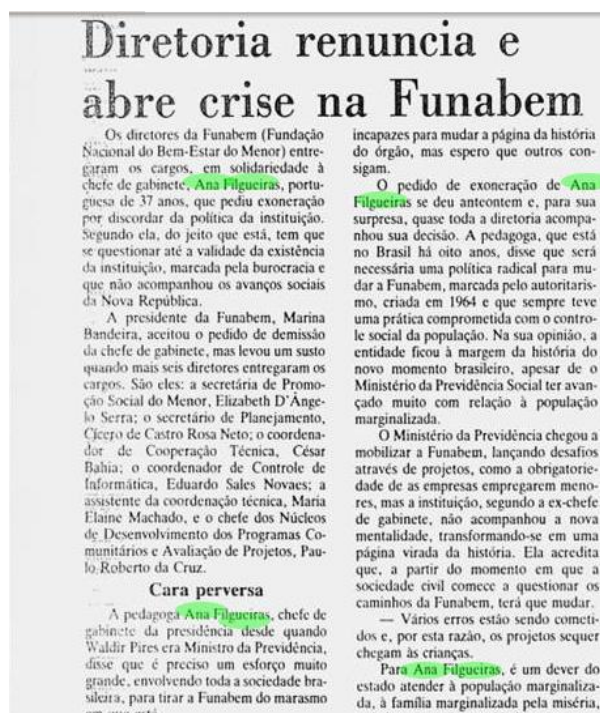 Diretoria renuncia e
abre crise na Funabem
Os diretores da Funabem (Fundação
Nacional do Bem-Estar do Menor) entre-
garam os cargos, em solidariedade à
chefe de gabinete, Ana Filgueiras, portu-
guesa de 37 anos, que pediu exoneração
por discordar da política da instituição.
Segundo ela, do jeito que está, tem que
se questionar até a validade da existência
da instituição, marcada pela burocracia e
que não acompanhou os avanços sociais
da Nova República.
A presidente da Funabem, Marina
Bandeira, aceitou o pedido de demissão
da chefe de gabinete, mas levou um susto
quando mais seis diretores entregaram os
cargos. São eles: a secretária de Promo-
ção Social do Menor, Elizabeth D'Ânge-
lo Serra; o secretário de Planejamento,
Cícero de Castro Rosa Neto; o coordena-
dor de Cooperação Técnica, César
Bahia; o coordenador de Controle de
Informática, Eduardo Sales Novaes; a
assistente da coordenação técnica, Maria
Elaine Machado, e o chefe dos Núcleos
de Desenvolvimento dos Programas Co-
munitários e Avaliação de Projetos, Pau-
lo Roberto da Cruz.
Cara perversa
A pedagoga Ana Filgueiras, chefe de
gabinete da presidência desde quando
Waldir Pires era Ministro da Previdência,
disse que é preciso um esforço muito
grande, envolvendo toda a sociedade bra-
sileira, para tirar a Funabem do marasmo
em que está
incapazes para mudar a página da história
do órgão, mas espero que outros con-
sigam.
O pedido de exoneração de Ana
Filgueiras se deu anteontem e, para sua
surpresa, quase toda a diretoria acompa-
nhou sua decisão. A pedagoga, que está
no Brasil há oito anos, disse que será
necessária uma política radical para mu-
dar a Funabem, marcada pelo autoritaris-
mo, criada em 1964 e que sempre teve
uma prática comprometida com o contro-
le social da população. Na sua opinião, a
entidade ficou à margem da história do
novo momento brasileiro, apesar de o
Ministério da Previdência Social ter avan-
çado muito com relação à população
marginalizada.
O Ministério da Previdência chegou a
mobilizar a Funabem, lançando desafios
através de projetos, como a obrigatorie-
dade de as empresas empregarem meno-
res, mas a instituição, segundo a ex-chefe
de gabinete, não acompanhou a nova
mentalidade, transformando-se em uma
página virada da história. Ela acredita
que, a partir do momento em que a
sociedade civil comece a questionar os
caminhos da Funabem, terá que mudar.
— Vários erros estão sendo cometi-
dos e, por esta razão, os projetos sequer
chegam às crianças.
Para Ana Filgueiras, é um dever do
estado atender à população marginaliza-
da, à família marginalizada pela miséria,